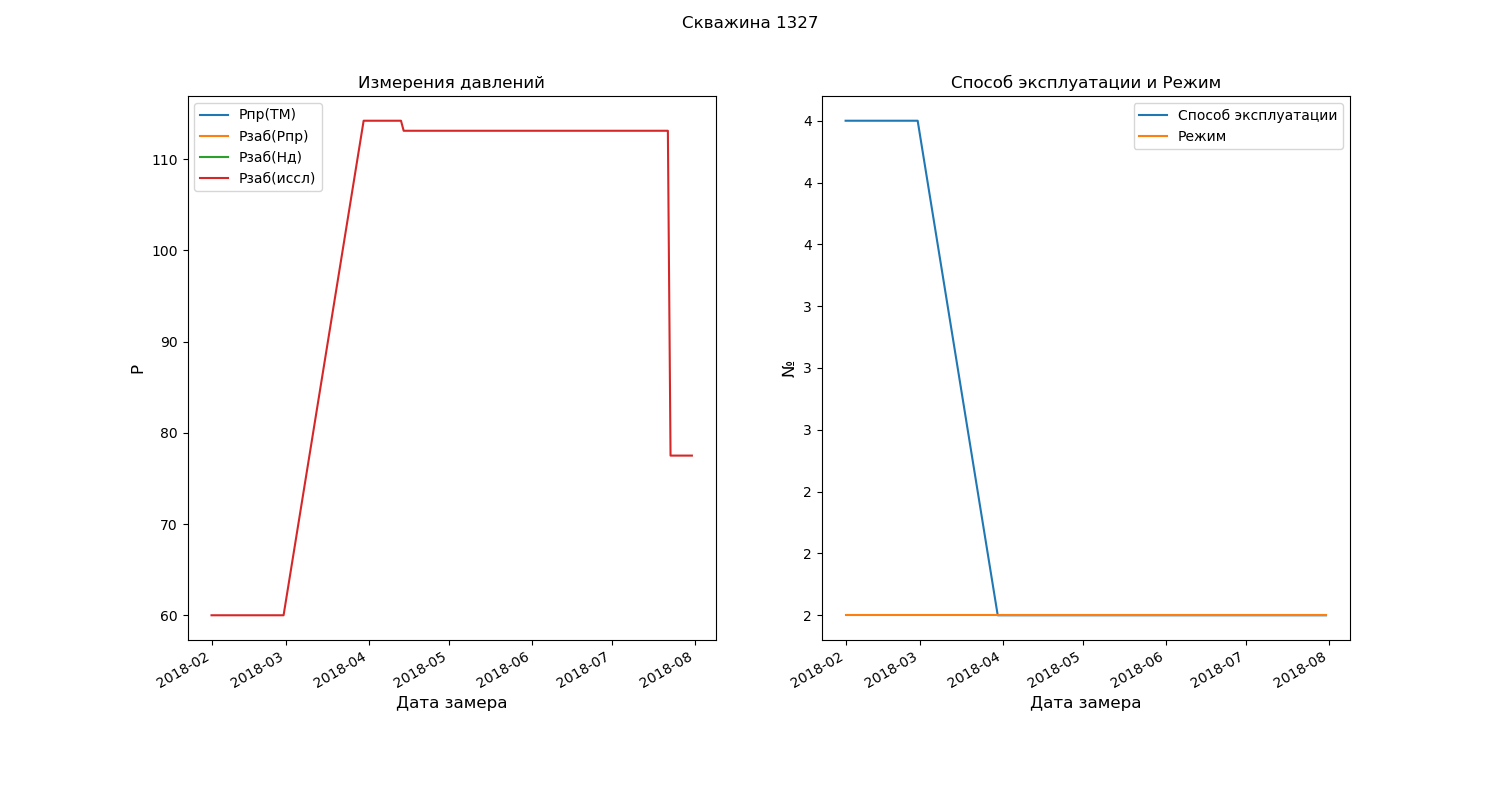 Скважина 1327
Измерения давлений
Рпр(ТМ)
Рзаб(Рпр)
Рзаб(Нд)
Рзаб(иссл)
110
100
90
80
70
60
Р
2018-02
2018-03
2018-04
2018-05
2018-06
2018-07
2018-08
Дата замера
Способ эксплуатации и Режим
Способ эксплуатации
Режим
4
4
4
3
3
3
2
2
2
№
2018-02
2018-03
2018-04
2018-05
2018-06
2018-07
2018-08
Дата замера